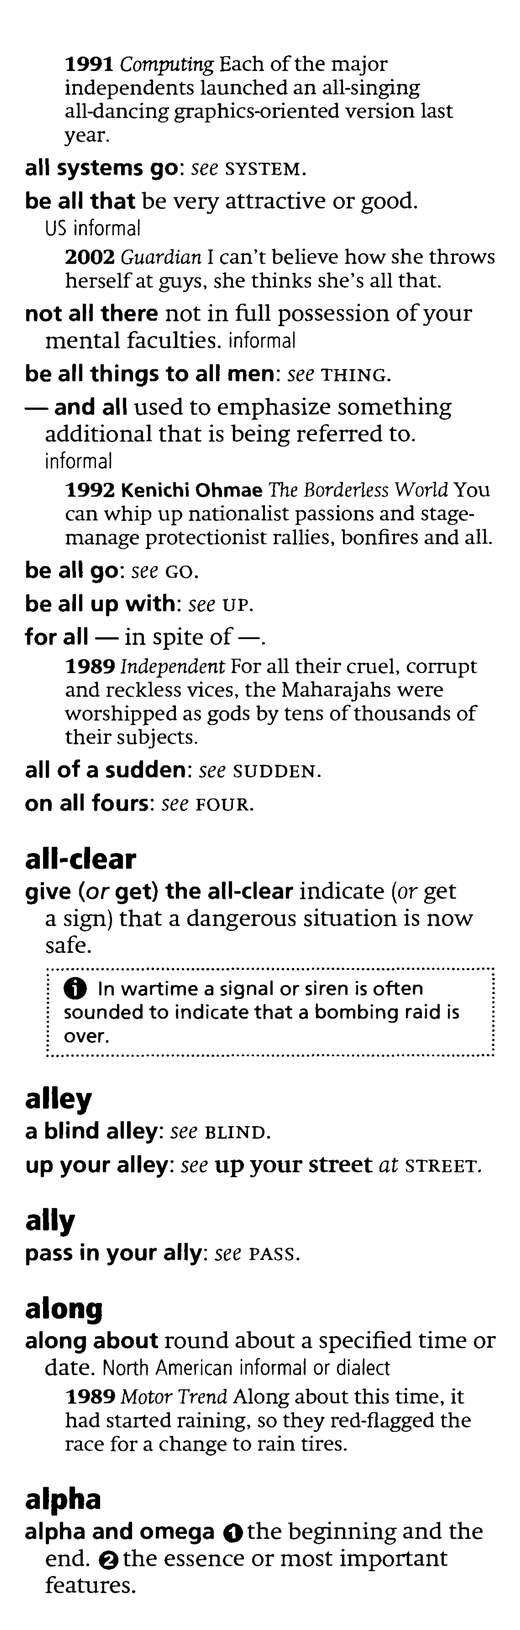 1991 Computing Each of the major
independents launched an all-singing
all-dancing graphics-oriented version last
year.
all systems go: see SYSTEM.
be all that be very attractive or good.
US informal
2002 Guardian I can't believe how she throws
herself at guys, she thinks she's all that.
not all there not in full possession of your
mental faculties. informal
be all things to all men: see THING.
— and all used to emphasize something
additional that is being referred to.
informal
1992 Kenichi Ohmae The Borderless World You
can whip up nationalist passions and stage-
manage protectionist rallies, bonfires and all.
be all go: see GO.
be all up with: see UP.
for all — in spite of —.
1989 Independent For all their cruel, corrupt
and reckless vices, the Maharajahs were
worshipped as gods by tens of thousands of
their subjects.
all of a sudden: see SUDDEN.
on all fours: see FOUR.
all-clear
give (or get) the all-clear indicate (or get
a sign) that a dangerous situation is now
safe.
i In wartime a signal or siren is often
sounded to indicate that a bombing raid is
over.
alley
a blind alley: see BLIND.
up your alley: see up your street at STREET.
ally
pass in your ally: see PASS.
along
along about round about a specified time or
date. North American informal or dialect
1989 Motor Trend Along about this time, it
had started raining, so they red-flagged the
race for a change to rain tires.
alpha
alpha and omega ❶ the beginning and the
end. ❷ the essence or most important
features.